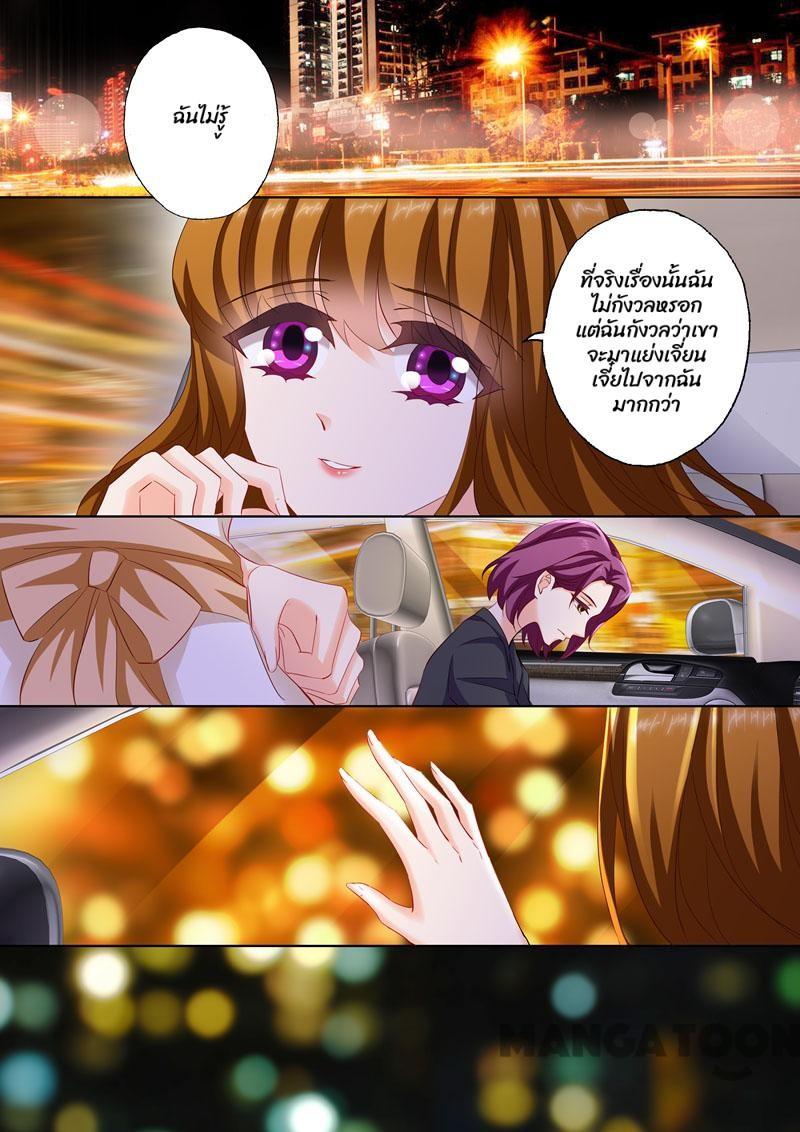 ฉันไม่รู้
ที่จริงเรื่องนั้นฉัน
ไม่กังวลหรอก
แต่ฉันกังวลว่าเขา
จะมาแย่งเจี่ยน
เจี๋ยไปจากฉัน
มากกว่า
MANGATOON